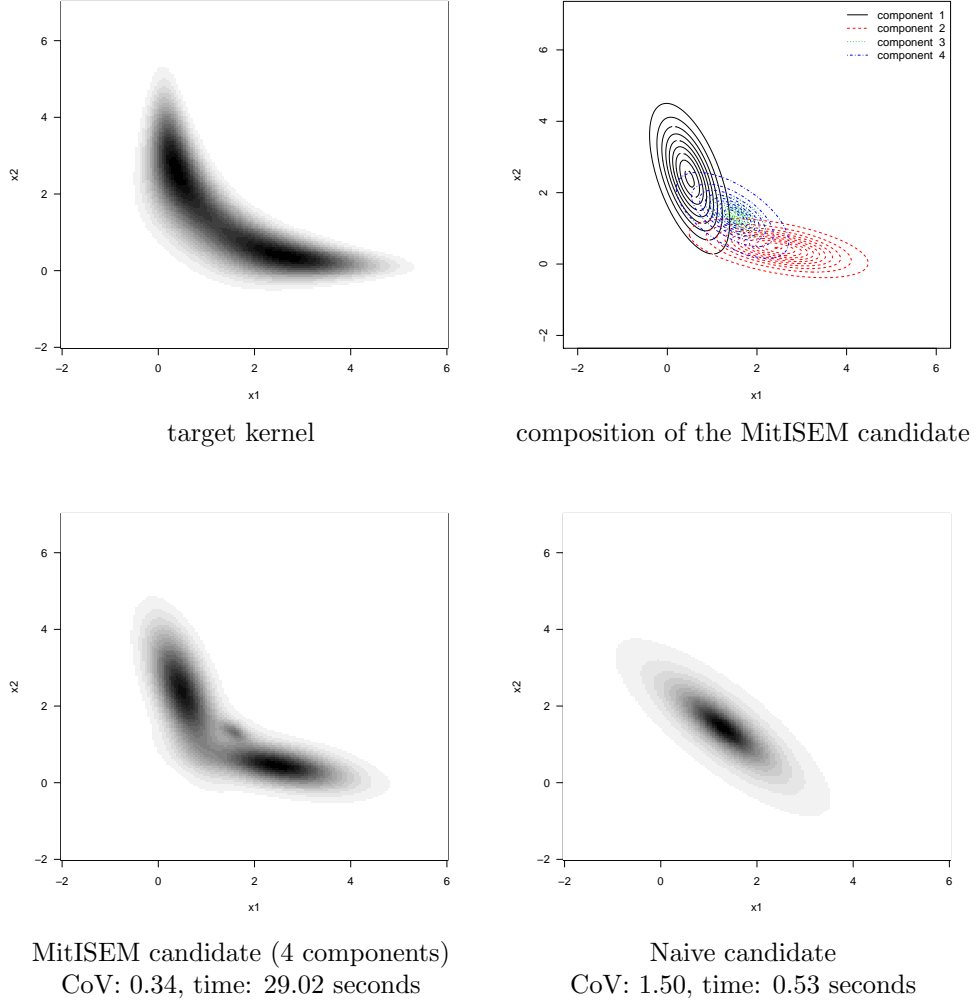 6
4
2
0
−2
x2
−2
0
2
4
6
x1
target kernel
component 1
component 2
component 3
component 4
6
4
2
0
−2
x2
−2
0
2
4
6
x1
composition of the MitISEM candidate
6
4
2
0
−2
x2
−2
0
2
4
6
x1
MitISEM candidate (4 components)
CoV: 0.34, time: 29.02 seconds
6
4
2
0
−2
x2
−2
0
2
4
6
x1
Naive candidate
CoV: 1.50, time: 0.53 seconds